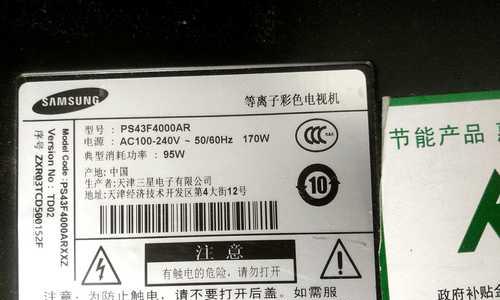 SAMSUNG
等离子彩色电视机
型号 : PS43F4000AR
电源 : AC100-240V ~ 50/60Hz 170W
典型消耗功率 : 95W
产地: 中国
生产者:天津三星电子有限公司
地址:天津经济技术开发区第4大街12号
Model Code :PS43F4000ARXXZ
Version No : TD02
序号 ZXR03TCD500152F
CCC
10
注 意
有触电的危险，请勿打开
注意：为防止触电，请不要打开后盖。如需服
节能产品
政府补贴